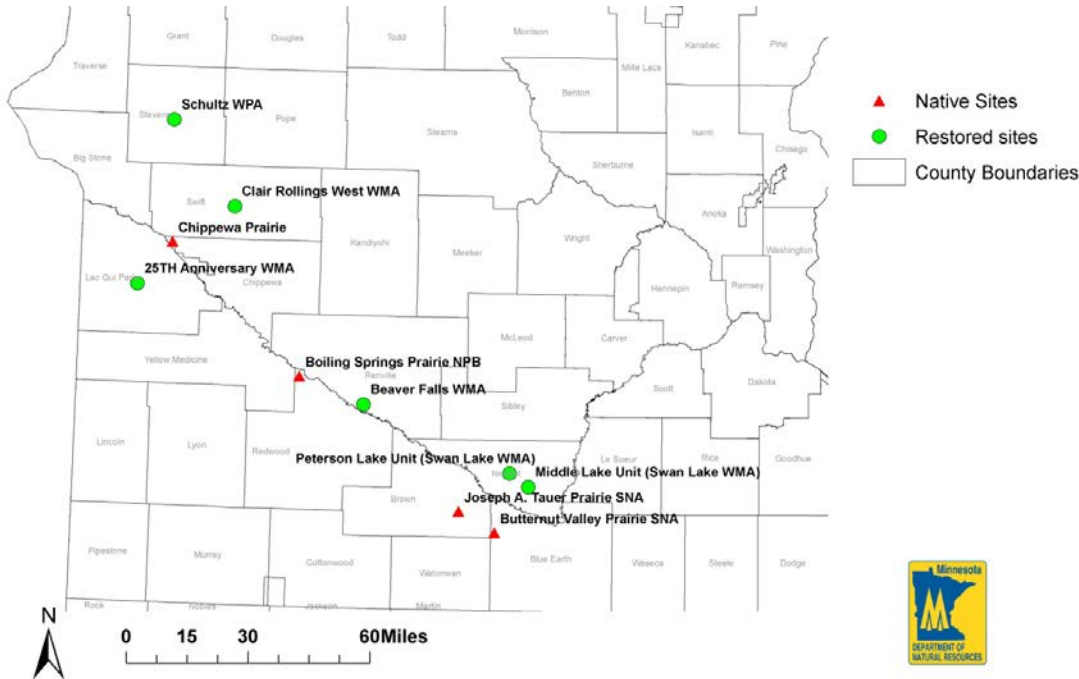 Grant
Douglas
Todd
Morrison
Kanabec
Pine
Traverse
Mille Lacs
Benton
Schultz WPA
Native Sites
Stevens
Pope
Stearns
Isanti
Restored sites
Chisago
Big Stone
Sherburne
County Boundaries
Clair Rollings West WMA
Swift
Anoka
Chippewa Prairie
Kandiyohi
Meeker
Wright
Washington
25TH Anniversary WMA
Lac Qui Parle
Chippewa
Hennepin
Ramsey
McLeod
Carver
Yellow Medicine
Boiling Springs Prairie NPB
Renville
Beaver Falls WMA
Scott
Dakota
Sibley
Lincoln
Lyon
Redwood
Peterson Lake Unit (Swan Lake WMA)
Le Sueur
Rice
Goodhue
Middle Lake Unit (Swan Lake WMA)
Brown
Joseph A. Tauer Prairie SNA
Butternut Valley Prairie SNA
Pipestone
Murray
Cottonwood
Watonwan
Blue Earth
Waseca
Steele
Dodge
Rock
Nobles
Jackson
Martin
N
0 15 30 60Miles
Minnesota
DEPARTMENT OF
NATURAL RESOURCES